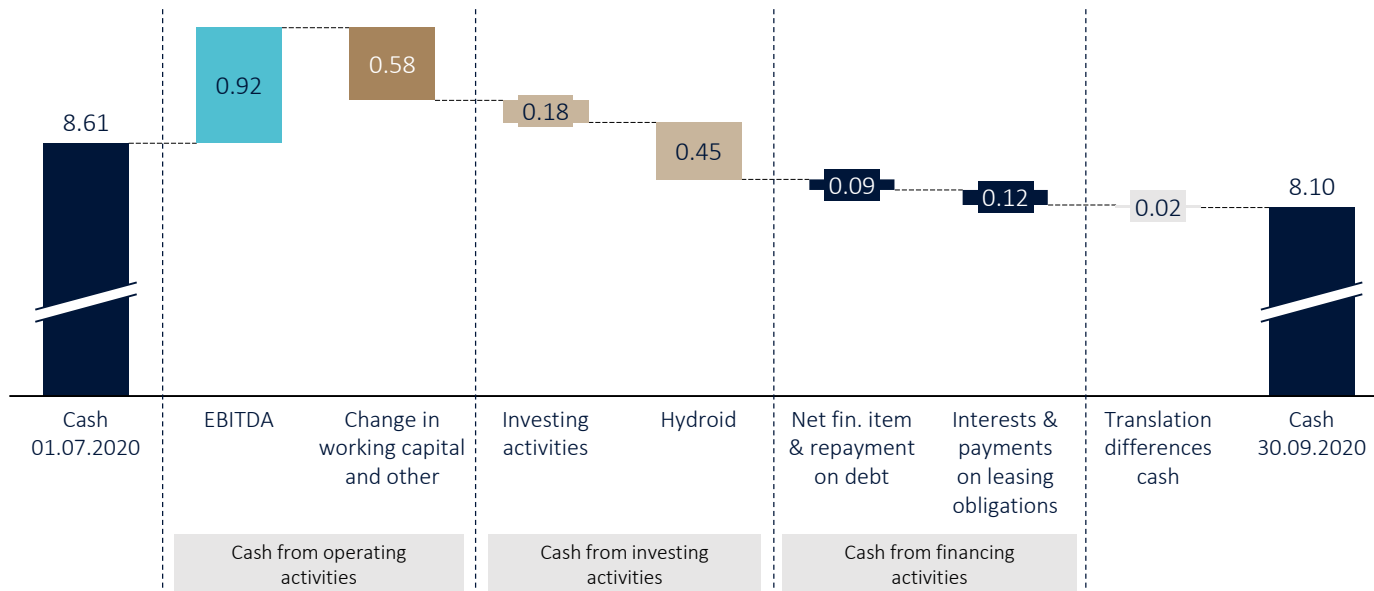 8.61
0.92
0.58
0.18
0.45
0.09
0.12
0.02
8.10
Cash
01.07.2020
EBITDA
Change in
working capital
and other
Investing
activities
Hydroid
Net fin. item
& repayment
on debt
Interests &
payments
on leasing
obligations
Translation
differences
cash
Cash
30.09.2020
Cash from operating
activities
Cash from investing
activities
Cash from financing
activities